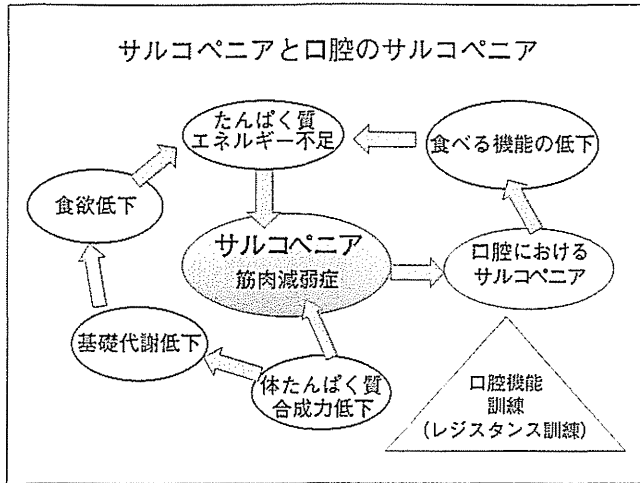 サルコペニアと口腔のサルコペニア
たんぱく質
エネルギー不足
食べる機能の低下
食欲低下
サルコペニア
筋肉減弱症
口腔における
サルコペニア
基礎代謝低下
体たんぱく質
合成力低下
口腔機能
訓練
(レジスタンス訓練)